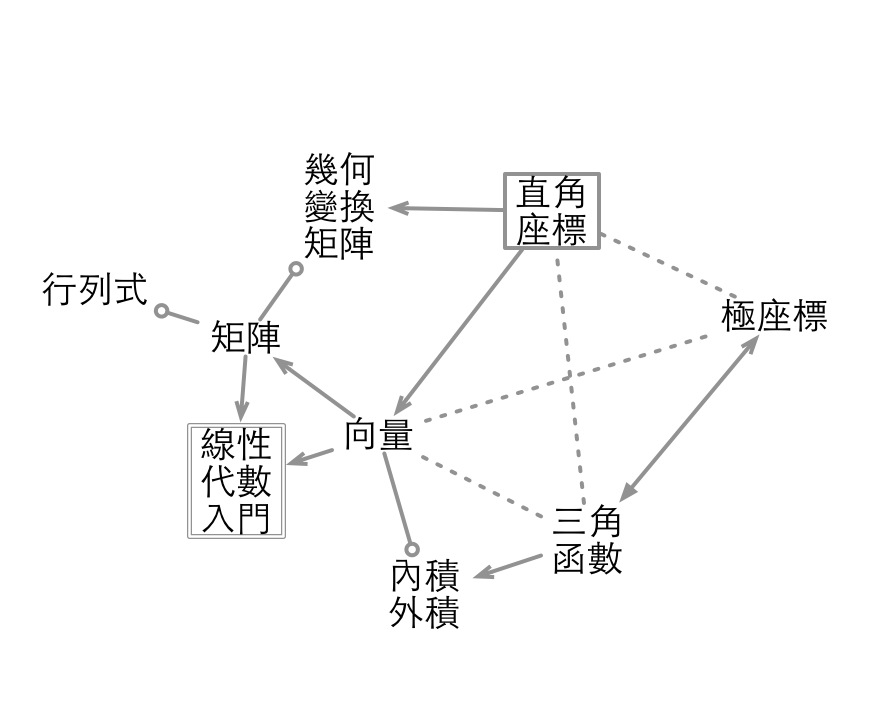 幾何
變換
矩陣
直角
座標
行列式
矩陣
極座標
向量
線性
代數
入門
三角
函數
內積
外積